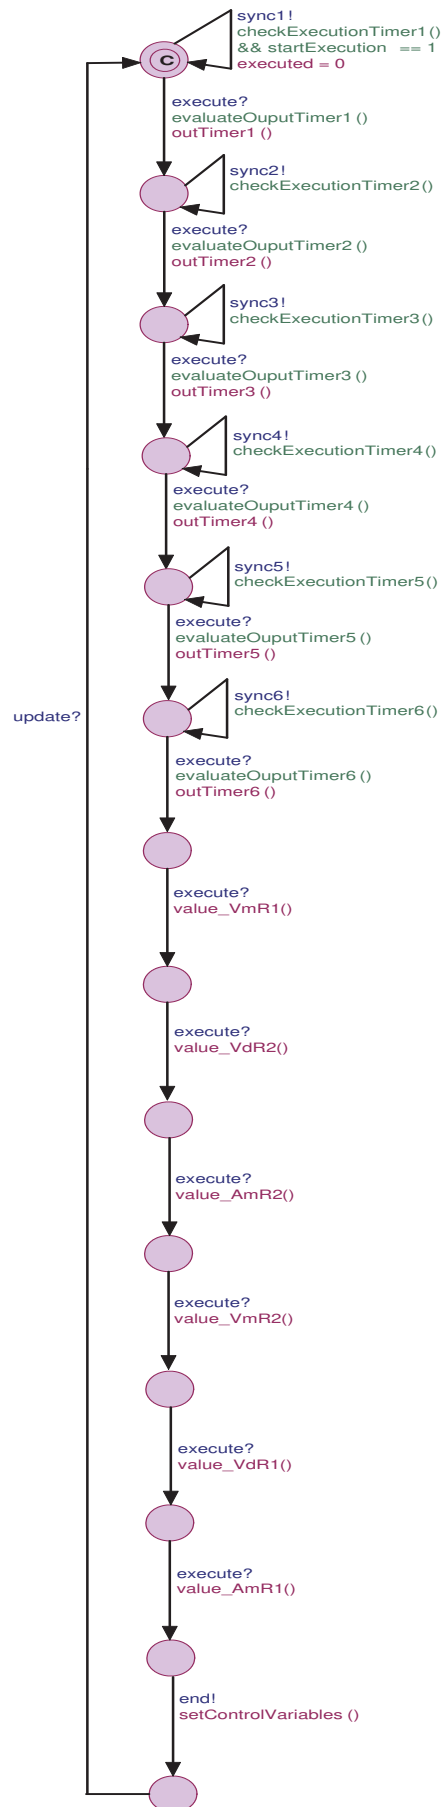 sync1!
checkExecutionTimer1()
&& startExecution == 1
executed = 0
C
execute?
evaluateOuputTimer1 ()
outTimer1 ()
sync2!
checkExecutionTimer2()
execute?
evaluateOuputTimer2 ()
outTimer2 ()
sync3!
checkExecutionTimer3()
execute?
evaluateOuputTimer3 ()
outTimer3 ()
sync4!
checkExecutionTimer4()
execute?
evaluateOuputTimer4 ()
outTimer4 ()
sync5!
checkExecutionTimer5()
execute?
evaluateOuputTimer5 ()
outTimer5 ()
sync6!
checkExecutionTimer6()
update?
execute?
evaluateOuputTimer6 ()
outTimer6 ()
execute?
value_VmR1()
execute?
value_VdR2()
execute?
value_AmR2()
execute?
value_VmR2()
execute?
value_VdR1()
execute?
value_AmR1()
end!
setControlVariables ()